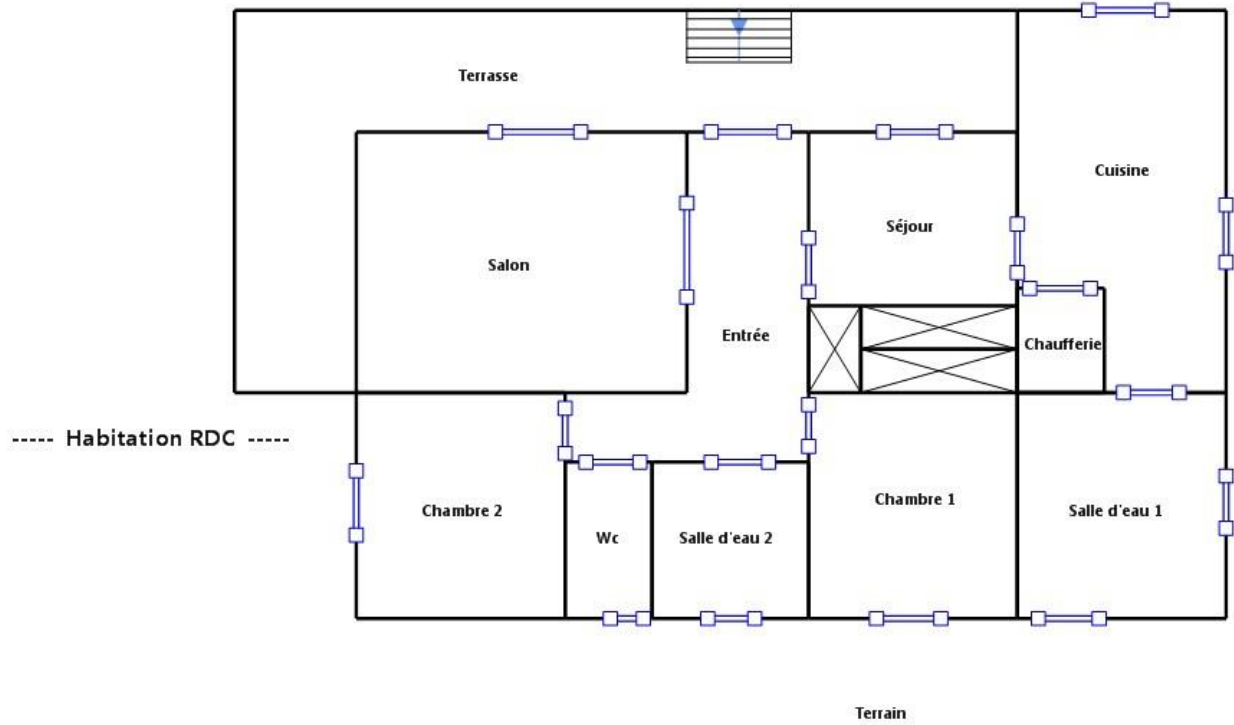 Terrasse
Cuisine
Séjour
Salon
Entrée
Chaufferie
----- Habitation RDC -----
Chambre 2
Chambre 1
Salle d'eau 1
Wc
Salle d'eau 2
Terrain